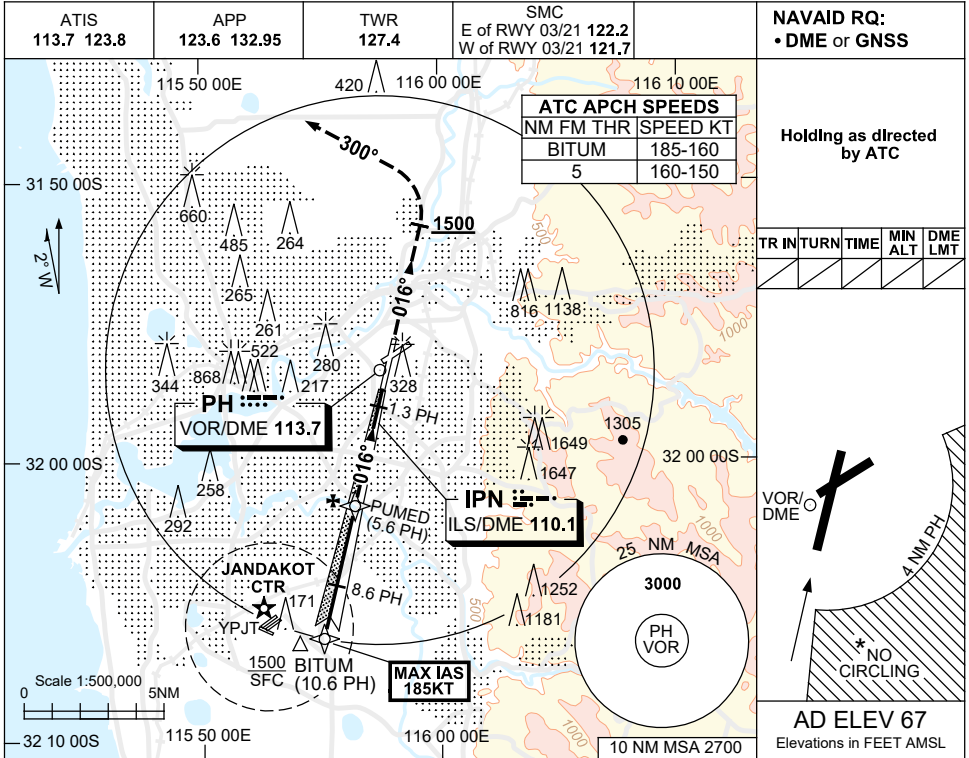 ATIS
113.7 123.8
APP
123.6 132.95
TWR
127.4
SMC
E of RWY 03/21 122.2
W of RWY 03/21 121.7
NAVAID RQ:
• DME or GNSS
Holding as directed
by ATC
TR IN TURN TIME MIN ALT DME LMT
115 50 00E
420
116 00 00E
116 10 00E
ATC APCH SPEEDS
NM FM THR SPEED KT
BITUM 185-160
5 160-150
300°
31 50 00S
660
485
264
1500
500
2°W
265
016°
816
1138
1000
261
280
344
868
522
217
328
PH
VOR/DME 113.7
1.3 PH
1305
1649
1647
32 00 00S
32 00 00S
016°
258
292
IPN
ILS/DME 110.1
PUMED
(5.6 PH)
1000
VOR/
DME
4 NM PH
25 NM MSA
3000
PH
VOR
JANDAKOT
CTR
171
8.6 PH
YPJT
500
1252
1181
1500
SFC
BITUM
(10.6 PH)
MAX IAS
185KT
* NO
CIRCLING
Scale 1:500,000
0 5NM
1000
32 10 00S
115 50 00E
116 00 00E
10 NM MSA 2700
AD ELEV 67
Elevations in FEET AMSL